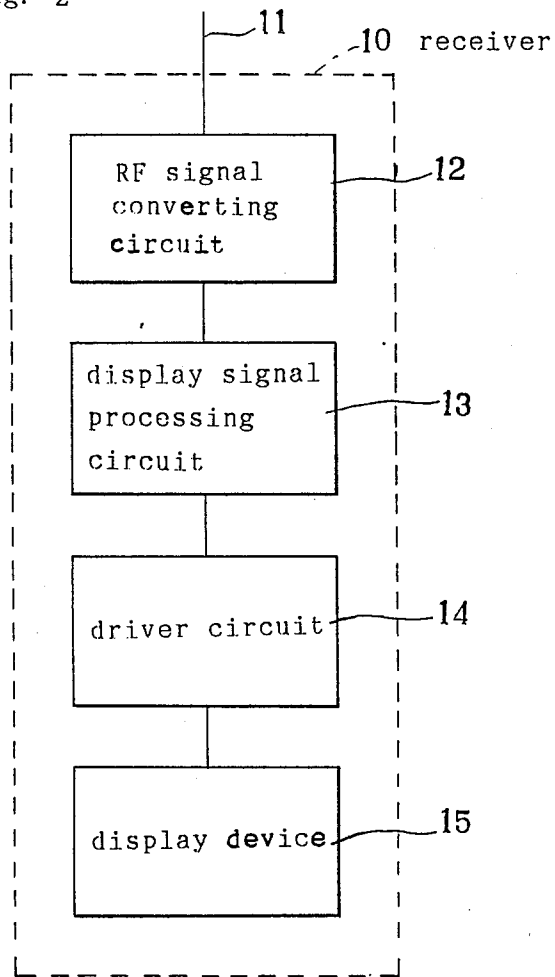 g. 2
11
10 receiver
RF signal
converting
circuit
12
display signal
processing
circuit
13
driver circuit
14
display device
15